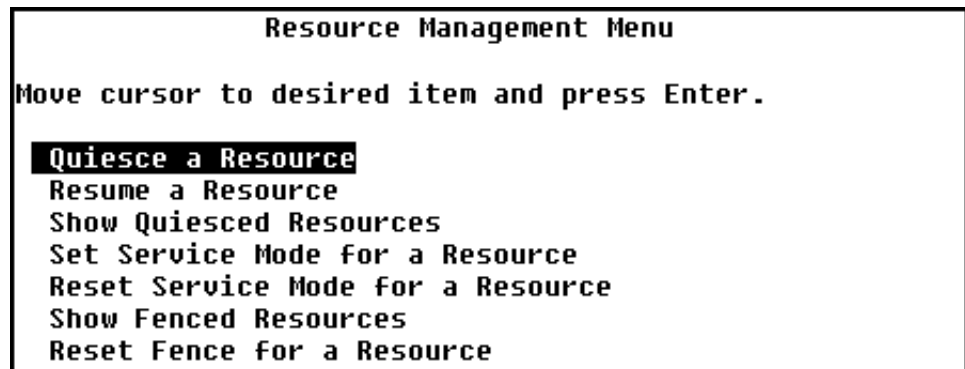 Resource Management Menu
Move cursor to desired item and press Enter.
Quiesce a Resource
Resume a Resource
Show Quiesced Resources
Set Service Mode for a Resource
Reset Service Mode for a Resource
Show Fenced Resources
Reset Fence for a Resource